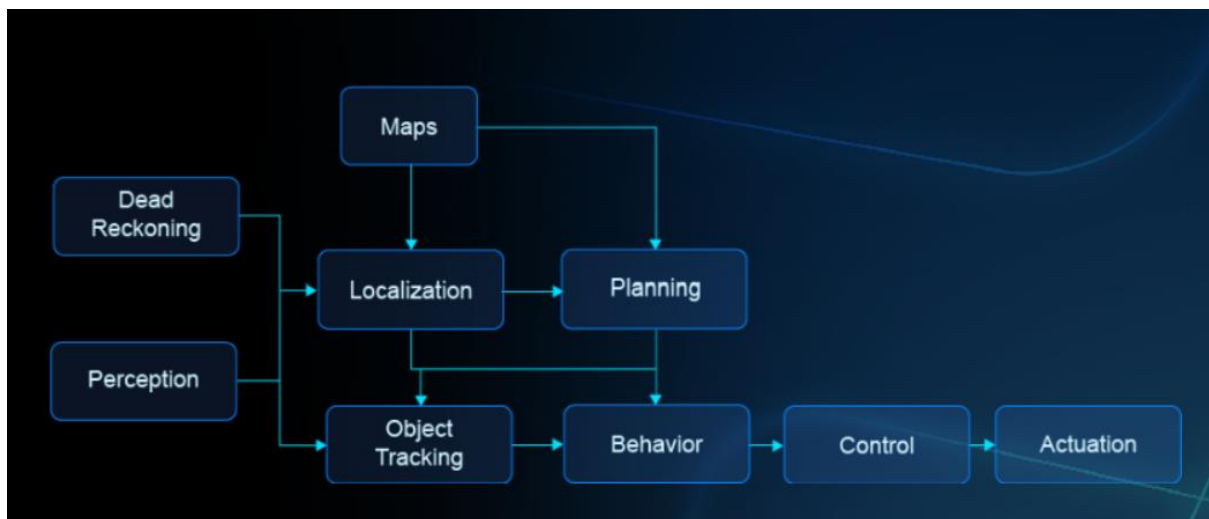 Maps
Dead
Reckoning
Localization
Planning
Perception
Object
Tracking
Behavior
Control
Actuation